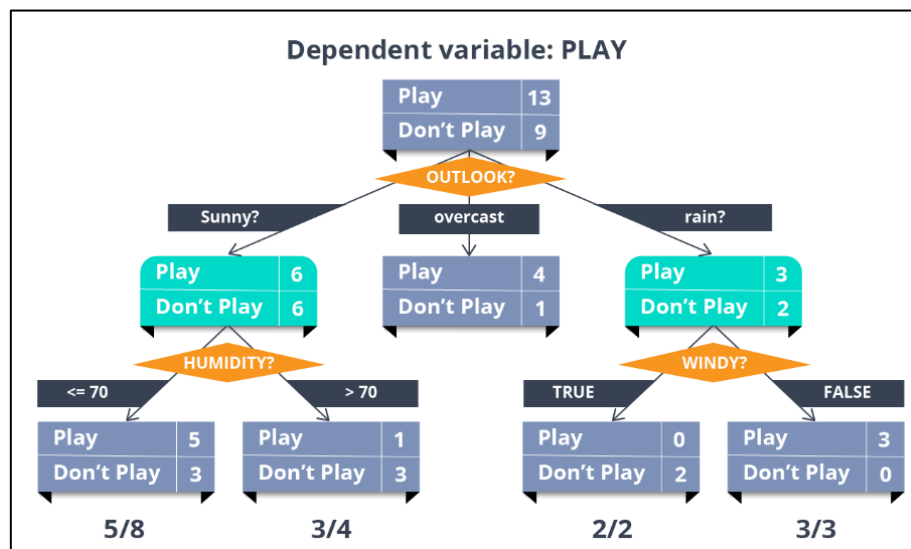 Dependent variable: PLAY
Play 13
Don't Play 9
OUTLOOK?
Sunny? overcast rain?
Play 6 Play 4 Play 3
Don't Play 6 Don't Play 1 Don't Play 2
HUMIDITY? WINDY?
<= 70 > 70 TRUE FALSE
Play 5 Play 1 Play 0 Play 3
Don't Play 3 Don't Play 3 Don't Play 2 Don't Play 0
5/8 3/4 2/2 3/3